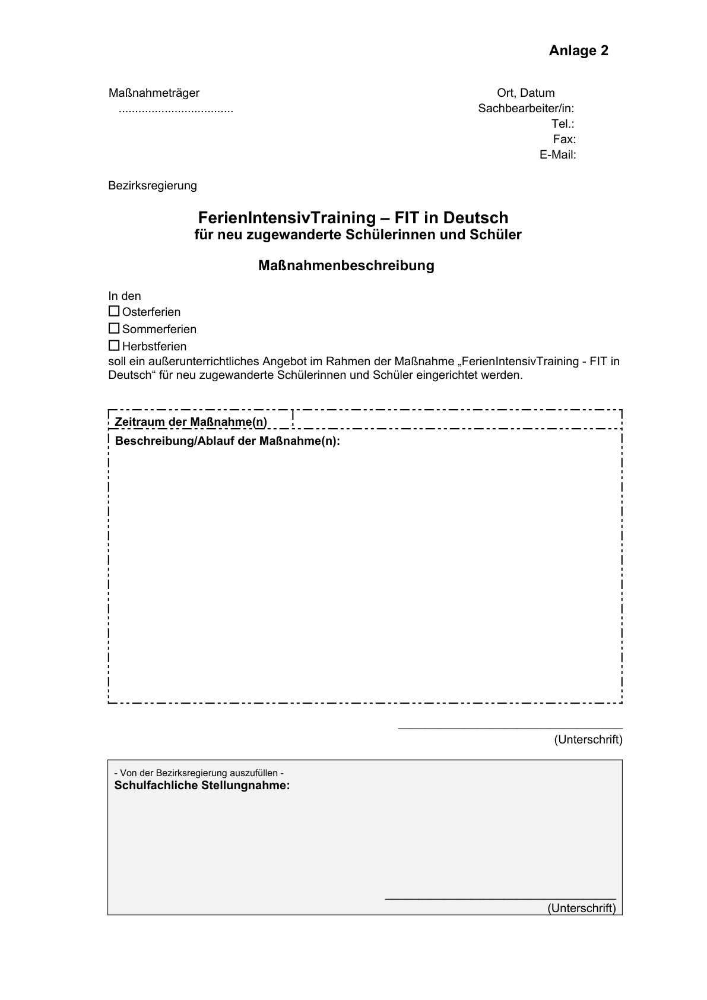 Anlage 2
Maßnahmeträger
...................................
Ort, Datum
Sachbearbeiter/in:
Tel.:
Fax:
E-Mail:
Bezirksregierung
FerienIntensivTraining – FIT in Deutsch
für neu zugewanderte Schülerinnen und Schüler
Maßnahmenbeschreibung
In den
Osterferien
Sommerferien
Herbstferien
soll ein außerunterrichtliches Angebot im Rahmen der Maßnahme „FerienIntensivTraining - FIT in
Deutsch“ für neu zugewanderte Schülerinnen und Schüler eingerichtet werden.
Zeitraum der Maßnahme(n)
Beschreibung/Ablauf der Maßnahme(n):
(Unterschrift)
- Von der Bezirksregierung auszufüllen -
Schulfachliche Stellungnahme:
(Unterschrift)